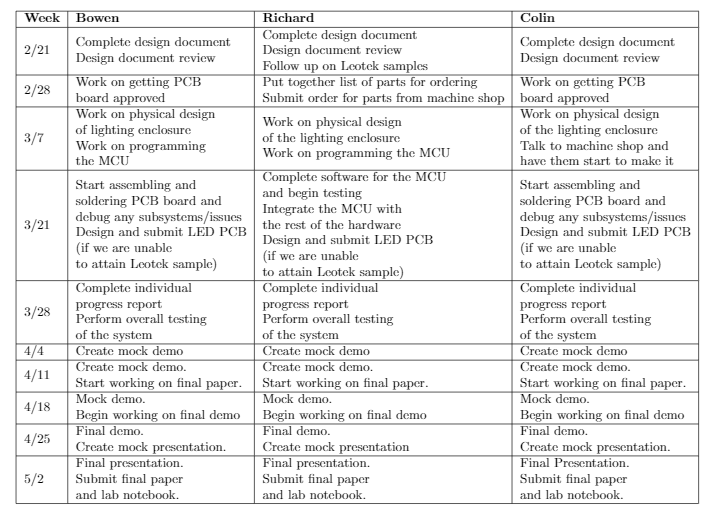 Week Bowen Richard Colin
2/21
Complete design document
Design document review
Complete design document
Design document review
Follow up on Leotek samples
Complete design document
Design document review
2/28
Work on getting PCB
board approved
Put together list of parts for ordering
Submit order for parts from machine shop
Work on getting PCB
board approved
3/7
Work on physical design
of lighting enclosure
Work on programming
the MCU
Work on physical design
of the lighting enclosure
Work on programming the MCU
Work on physical design
of the lighting enclosure
Talk to machine shop and
have them start to make it
3/21
Start assembling and
soldering PCB board and
debug any subsystems/issues
Design and submit LED PCB
(if we are unable
to attain Leotek sample)
Complete software for the MCU
and begin testing
Integrate the MCU with
the rest of the hardware
Design and submit LED PCB
(if we are unable
to attain Leotek sample)
Start assembling and
soldering PCB board and
debug any subsystems/issues
Design and submit LED PCB
(if we are unable
to attain Leotek sample)
3/28
Complete individual
progress report
Perform overall testing
of the system
Complete individual
progress report
Perform overall testing
of the system
Complete individual
progress report
Perform overall testing
of the system
4/4
Create mock demo
Create mock demo
Create mock demo
4/11
Create mock demo.
Start working on final paper.
Create mock demo.
Start working on final paper.
Create mock demo.
Start working on final paper.
4/18
Mock demo.
Begin working on final demo
Mock demo.
Begin working on final demo
Mock demo.
Begin working on final demo
4/25
Final demo.
Create mock presentation.
Final demo.
Create mock presentation
Final demo.
Create mock presentation.
5/2
Final presentation.
Submit final paper
and lab notebook.
Final presentation.
Submit final paper
and lab notebook.
Final Presentation.
Submit final paper
and lab notebook.